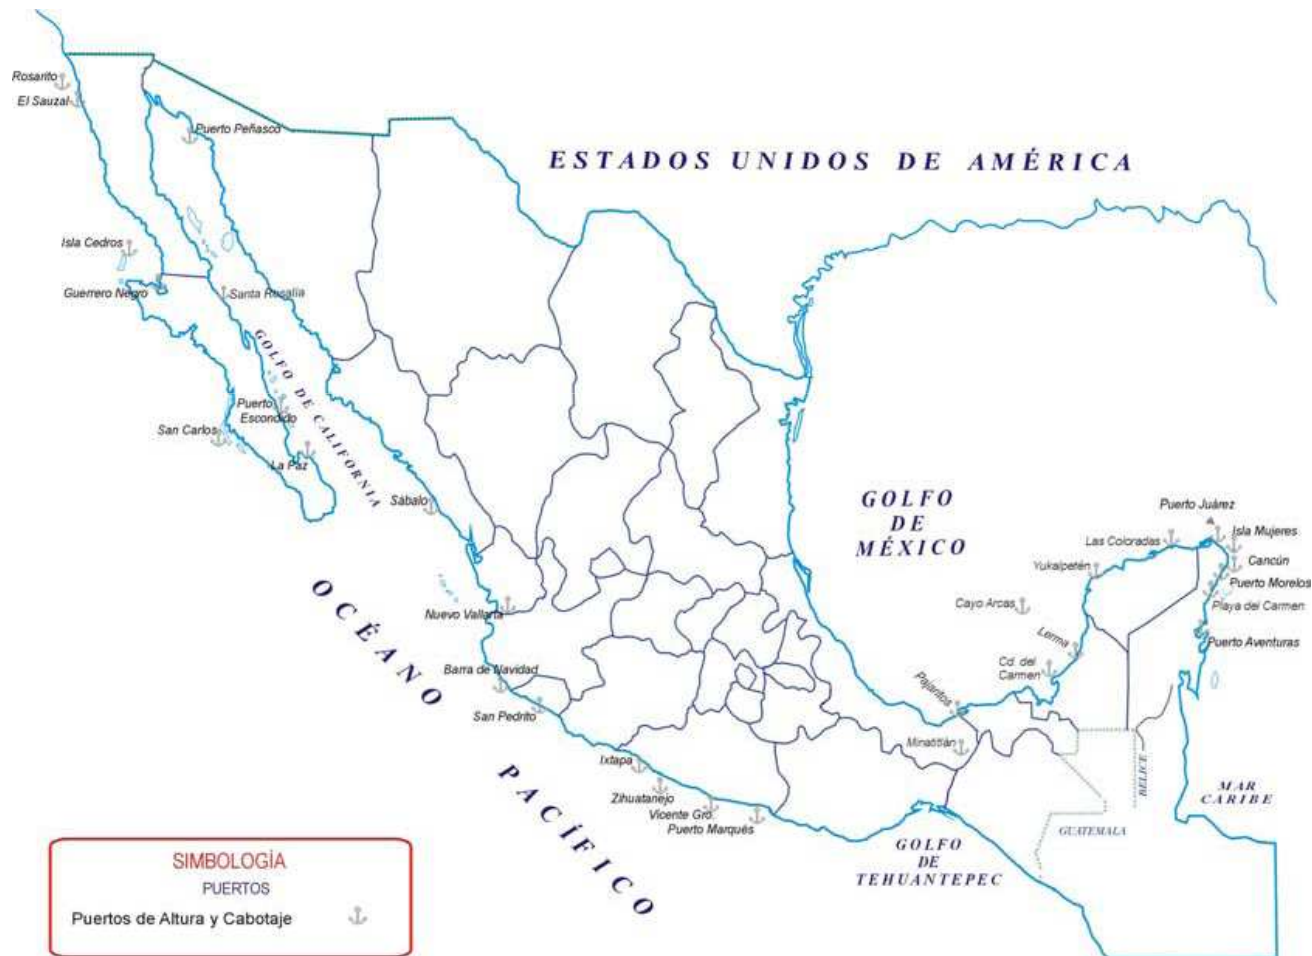 Rosarito
El Sauzal
Puerto Peñasco
ESTADOS UNIDOS DE AMÉRICA
Isla Cedros
Guerrero Negro
Santa Rosalía
GOLFO DE CALIFORNIA
Puerto
Escondido
San Carlos
La Paz
Sábalo
GOLFO
DE
MÉXICO
Puerto Juárez
Isla Mujeres
Las Coloradas
Cancún
Yukalpetén
Puerto Morelos
Cayo Arcas
Playa del Carmen
Puerto Aventuras
Lerma
Cd. del
Carmen
OCÉANO PACÍFICO
Nuevo Vallarta
Barra de Navidad
San Pedrito
Pajaritos
Minatitlán
Ixtapa
Zihuatanejo
Vicente Gro.
Puerto Marqués
BELICE
MAR
CARIBE
GUATEMALA
GOLFO
DE
TEHUANTEPEC
SIMBOLOGÍA
PUERTOS
Puertos de Altura y Cabotaje